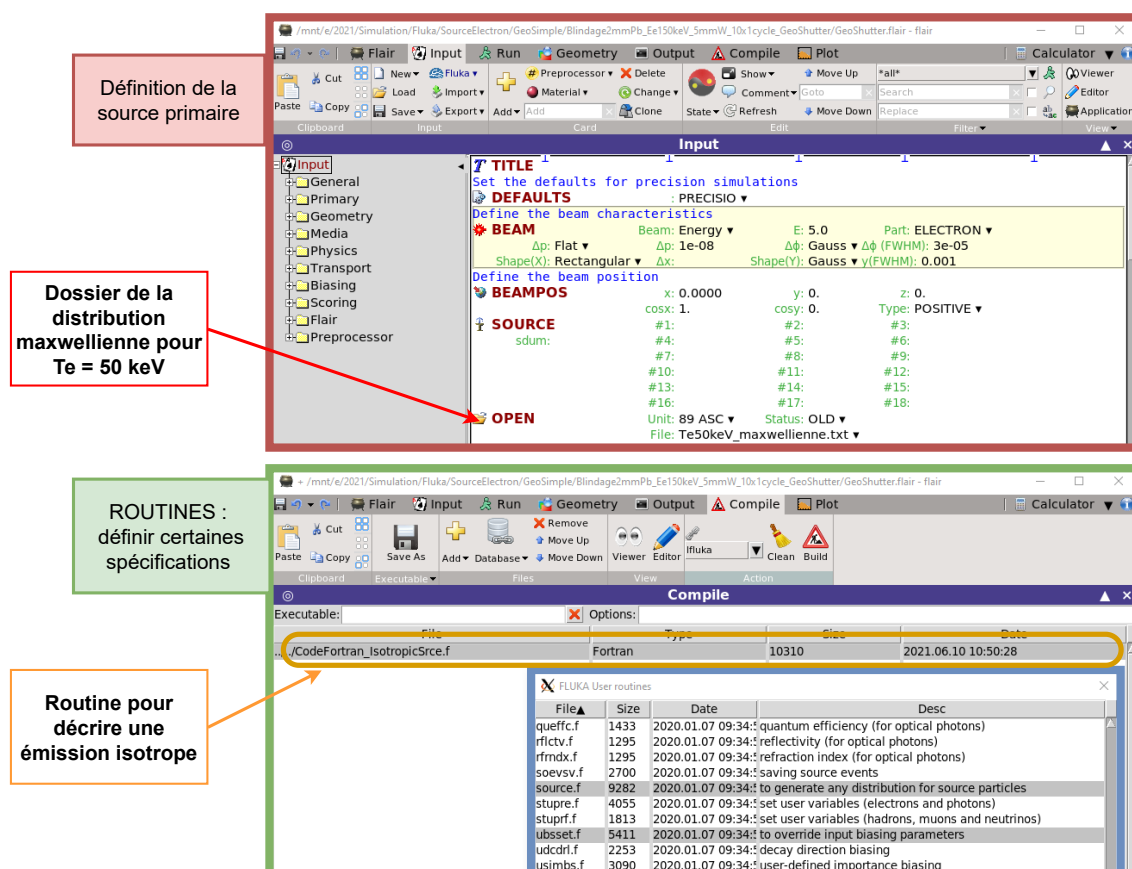 /mnt/e/2021/Simulation/Fluka/SourceElectron/GeoSimple/Blindage2mmPb_Ee150keV_5mmW_10x1cycle_GeoShutter/GeoShutter.flair - flair
Flair Input Run Geometry Output Compile Plot Calculator
Définition de la
source primaire
Paste Cut Copy New Load Save Fluka Import Export Add Preprocessor Material Add Delete Change Clone State Show Comment Refresh Move Up Goto Move Down *all* Search Replace Viewer Editor Application
Clipboard Input Card Edit Filter View
Input
Input
General
Primary
Geometry
Media
Physics
Transport
Biasing
Scoring
Flair
Preprocessor
TITLE
Set the defaults for precision simulations
DEFAULTS : PRECISIO
Define the beam characteristics
BEAM Beam: Energy E: 5.0 Part: ELECTRON
Δp: Flat Δp: 1e-08 Δϕ: Gauss Δϕ (FWHM): 3e-05
Shape(X): Rectangular Δx: Shape(Y): Gauss y(FWHM): 0.001
Define the beam position
BEAMPOS x: 0.0000 y: 0. z: 0.
cosx: 1. cosy: 0. Type: POSITIVE
SOURCE #1: #2: #3:
sdum: #4: #5: #6:
#7: #8: #9:
#10: #11: #12:
#13: #14: #15:
#16: #17: #18:
OPEN Unit: 89 ASC Status: OLD
File: Te50keV_maxwellienne.txt
Dossier de la
distribution
maxwellienne pour
Te = 50 keV
+ /mnt/e/2021/Simulation/Fluka/SourceElectron/GeoSimple/Blindage2mmPb_Ee150keV_5mmW_10x1cycle_GeoShutter/GeoShutter.flair - flair
Flair Input Run Geometry Output Compile Plot Calculator
ROUTINES :
définir certaines
spécifications
Paste Cut Copy Save As Add Database Remove Move Up Move Down Viewer Editor lfluka Clean Build
Clipboard Executable Files View Action
Compile
Executable: Options:
File Type Size Date
../CodeFortran_IsotropicSrce.f Fortran 10310 2021.06.10 10:50:28
Routine pour
décrire une
émission isotrope
FLUKA User routines
File Size Date Desc
queffc.f 1433 2020.01.07 09:34:5 quantum efficiency (for optical photons)
rflctv.f 1295 2020.01.07 09:34:5 reflectivity (for optical photons)
rfrndx.f 1295 2020.01.07 09:34:5 refraction index (for optical photons)
soevsv.f 2700 2020.01.07 09:34:5 saving source events
source.f 9282 2020.01.07 09:34:5 to generate any distribution for source particles
stupre.f 4055 2020.01.07 09:34:5 set user variables (electrons and photons)
stuprf.f 1813 2020.01.07 09:34:5 set user variables (hadrons, muons and neutrinos)
ubsset.f 5411 2020.01.07 09:34:5 to override input biasing parameters
udcdrl.f 2253 2020.01.07 09:34:5 decay direction biasing
usimbs.f 3090 2020.01.07 09:34:5 user-defined importance biasing